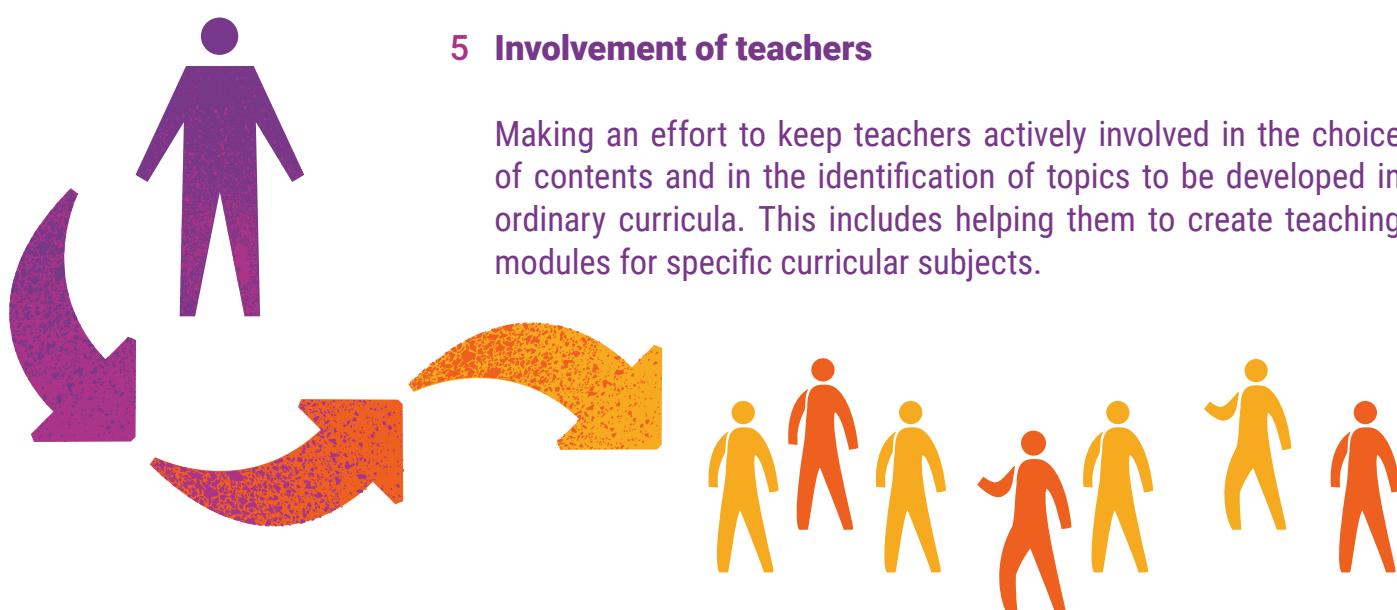 5 Involvement of teachers
Making an effort to keep teachers actively involved in the choice
of contents and in the identification of topics to be developed in
ordinary curricula. This includes helping them to create teaching
modules for specific curricular subjects.